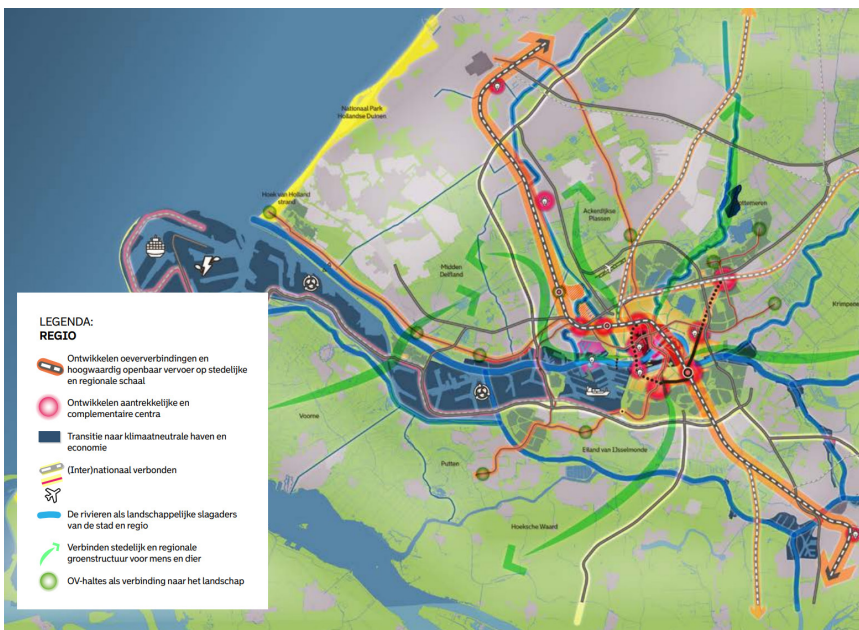 Nationaal Park
Hollandse Duinen
Hoek van Holland
strand
Ackerdijkse
Plassen
Rottemeren
Midden
Delfland
Krimpene
Voorne
Putten
Eiland van IJsselmonde
Hoeksche Waard
LEGENDA:
REGIO
Ontwikkelen oeververbindingen en
hoogwaardig openbaar vervoer op stedelijke
en regionale schaal
Ontwikkelen aantrekkelijke en
complementaire centra
Transitie naar klimaatneutrale haven en
economie
(Inter)nationaal verbonden
De rivieren als landschappelijke slagaders
van de stad en regio
Verbinden stedelijk en regionale
groenstructuur voor mens en dier
OV-haltes als verbinding naar het landschap